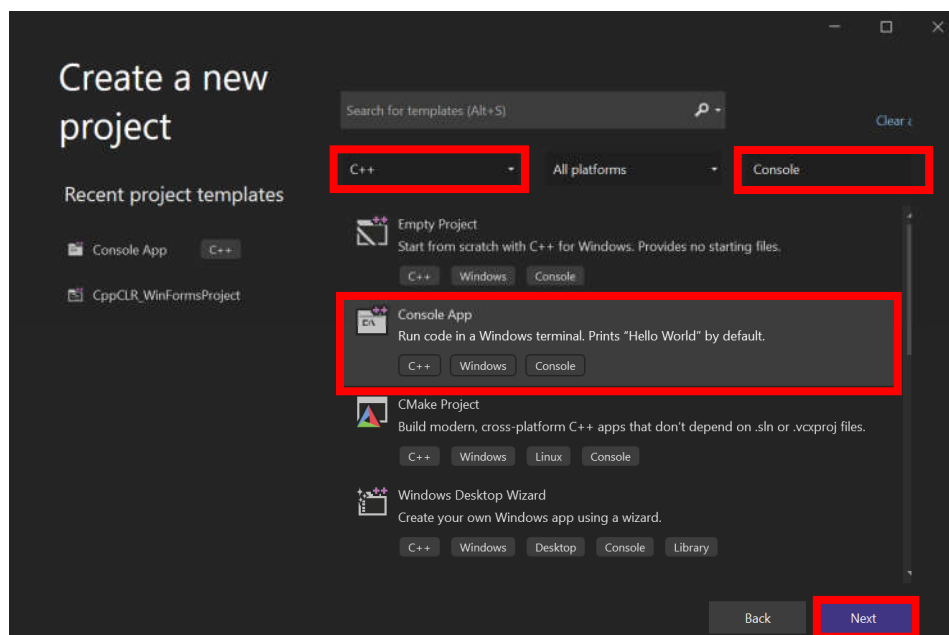 Create a new
project
Search for templates (Alt+S)
Clear a
C++
All platforms
Console
Recent project templates
Console App
C++
CppCLR_WinFormsProject
Empty Project
Start from scratch with C++ for Windows. Provides no starting files.
C++ Windows Console
Console App
Run code in a Windows terminal. Prints “Hello World” by default.
C++ Windows Console
CMake Project
Build modern, cross-platform C++ apps that don't depend on .sln or .vcxproj files.
C++ Windows Linux Console
Windows Desktop Wizard
Create your own Windows app using a wizard.
C++ Windows Desktop Console Library
Back
Next